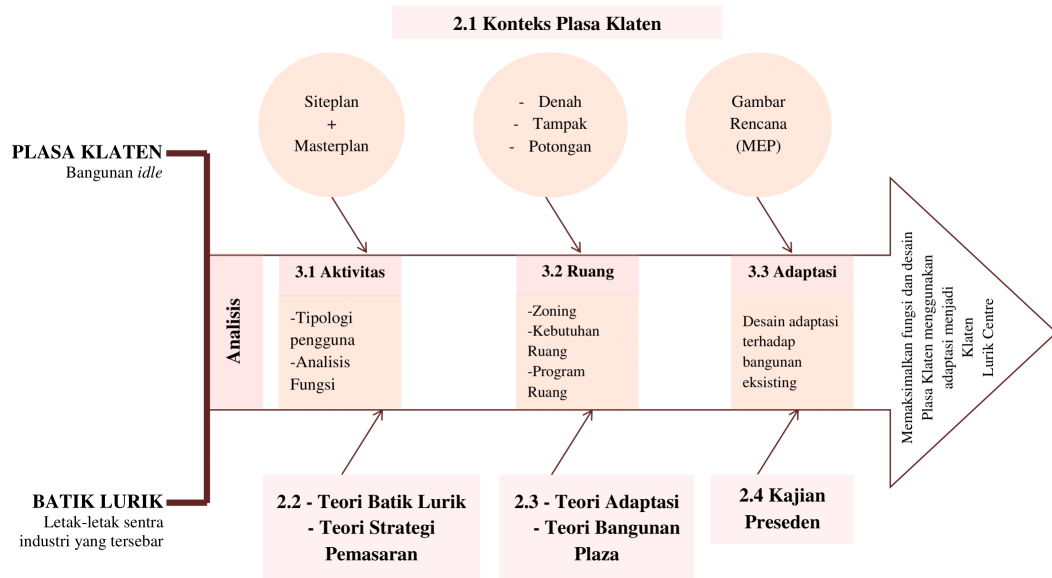 2.1 Konteks Plasa Klaten
Siteplan
+
Masterplan
- Denah
- Tampak
- Potongan
Gambar
Rencana
(MEP)
PLASA KLATEN
Bangunan idle
Analisis
3.1 Aktivitas
-Tipologi
pengguna
-Analisis
Fungsi
3.2 Ruang
-Zoning
-Kebutuhan
Ruang
-Program
Ruang
3.3 Adaptasi
Desain adaptasi
terhadap
bangunan
eksisting
Memaksimalkan fungsi dan desain
Plasa Klaten menggunakan
adaptasi menjadi
Klaten
Lurik Centre
BATIK LURIK
Letak-letak sentra
industri yang tersebar
2.2 - Teori Batik Lurik
- Teori Strategi
Pemasaran
2.3 - Teori Adaptasi
- Teori Bangunan
Plaza
2.4 Kajian
Preseden